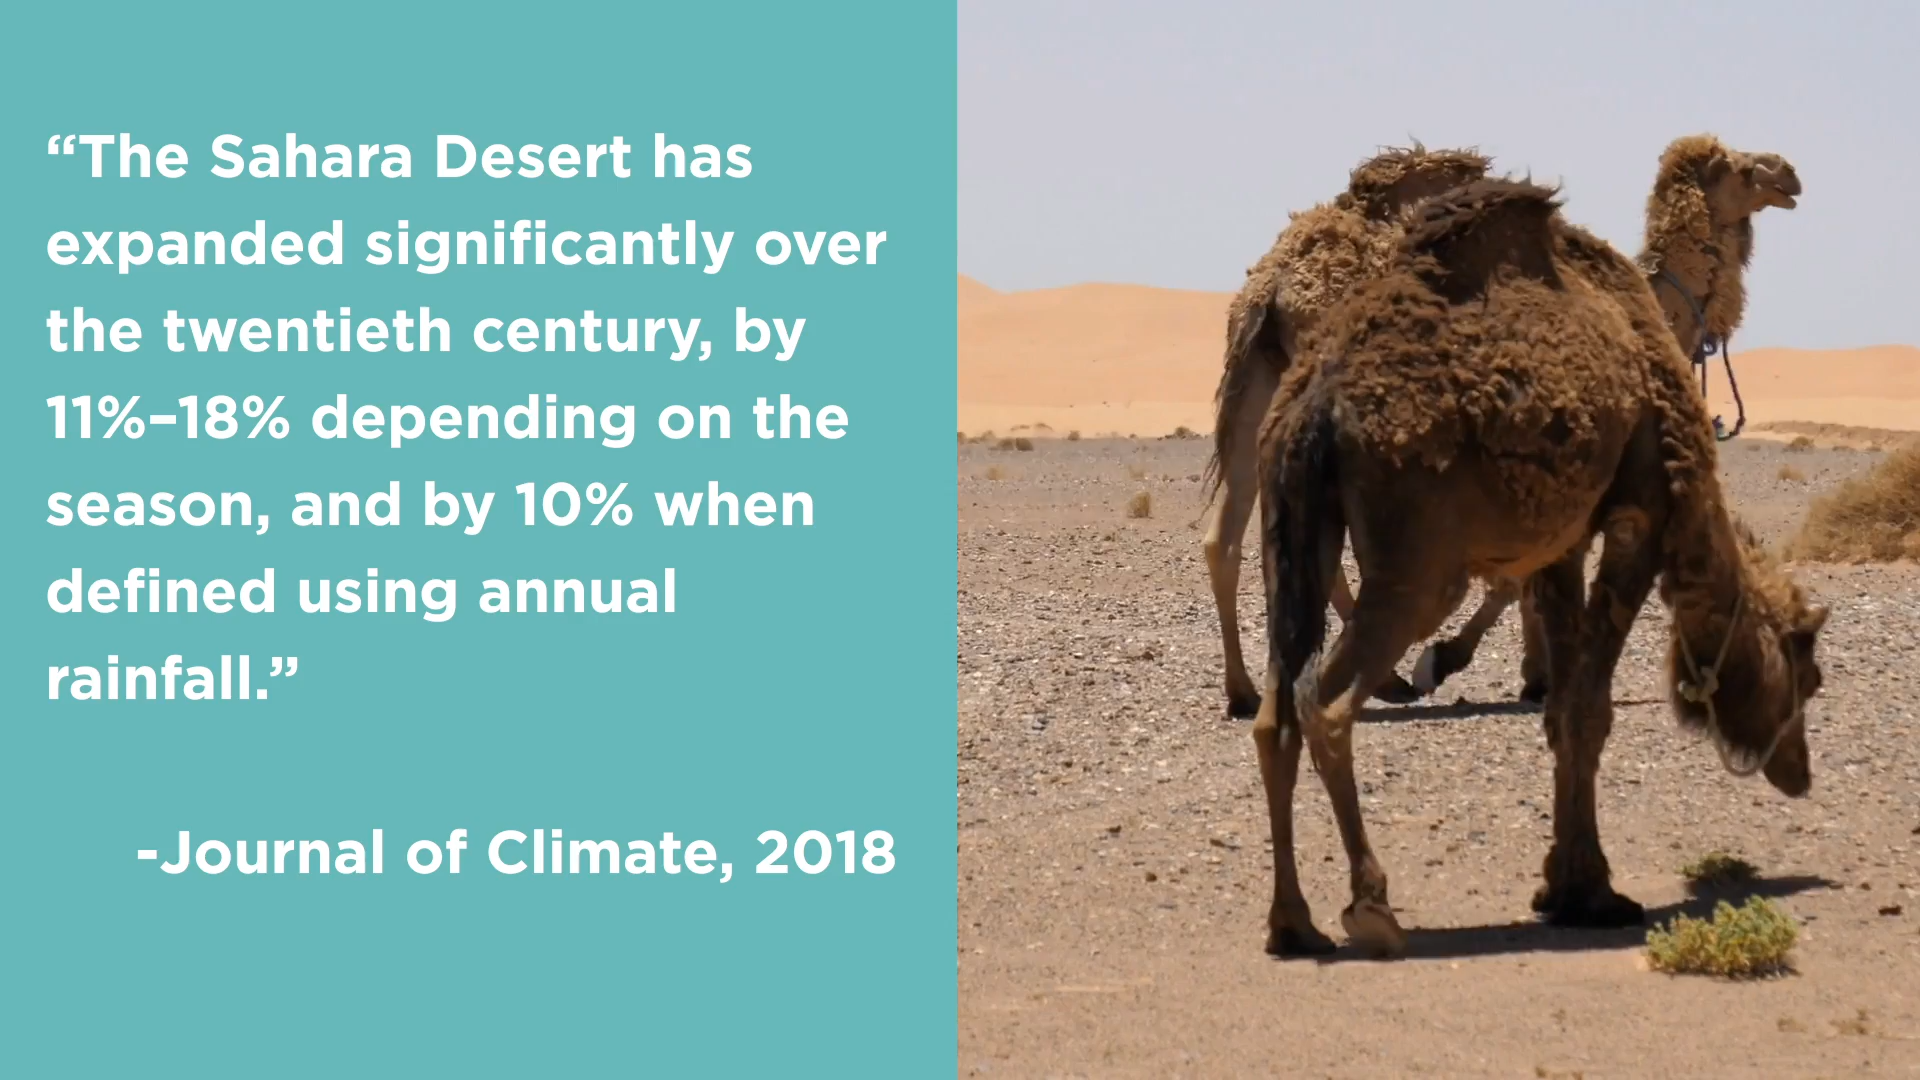 “The Sahara Desert has
expanded significantly over
the twentieth century, by
11%–18% depending on the
season, and by 10% when
defined using annual
rainfall.”
-Journal of Climate, 2018